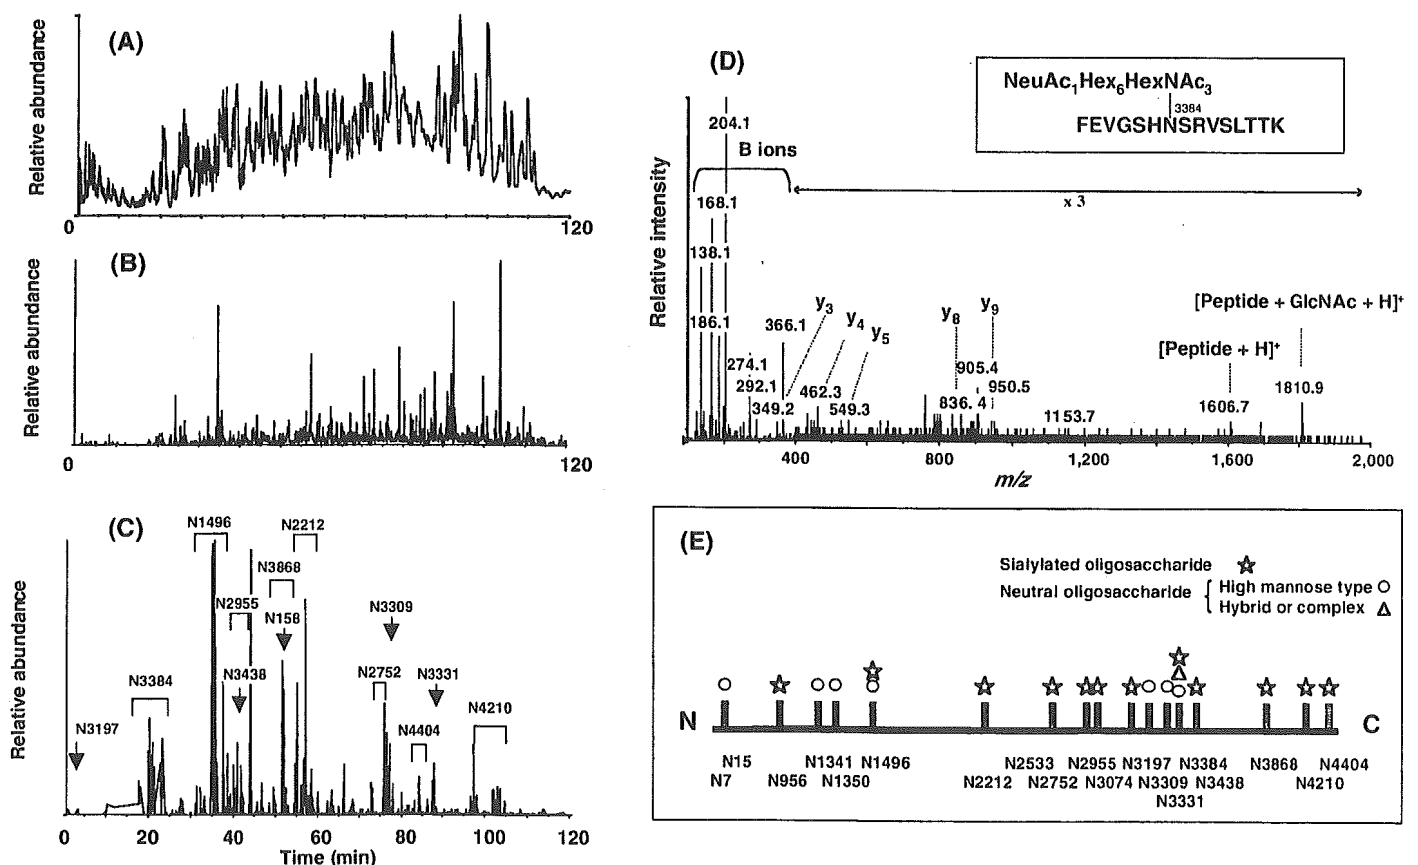 (A)
Relative abundance
0
120
(B)
Relative abundance
0
120
(C)
Relative abundance
N1496
N2212
N3868
N2955
N158
N3309
N3438
N2752
N3331
N3384
N4210
N3197
N4404
0 20 40 60 80 100 120
Time (min)
(D)
NeuAc1Hex6HexNAc3
3384
FEVGSHNSRVSLTTK
Relative intensity
204.1
B ions
x 3
168.1
138.1
186.1
366.1
y3
y4
y5
y8
y9
[Peptide + GlcNAc + H]+
[Peptide + H]+
274.1
292.1
349.2
462.3
549.3
905.4
950.5
836.4
1153.7
1606.7
1810.9
400 800 1,200 1,600 2,000
m/z
(E)
Sialylated oligosaccharide
Neutral oligosaccharide
High mannose type
Hybrid or complex
N
C
N15 N1341 N1496 N2533 N2955 N3197 N3384 N3868 N4404
N7 N956 N1350 N2212 N2752 N3074 N3309 N3438 N4210
N3331